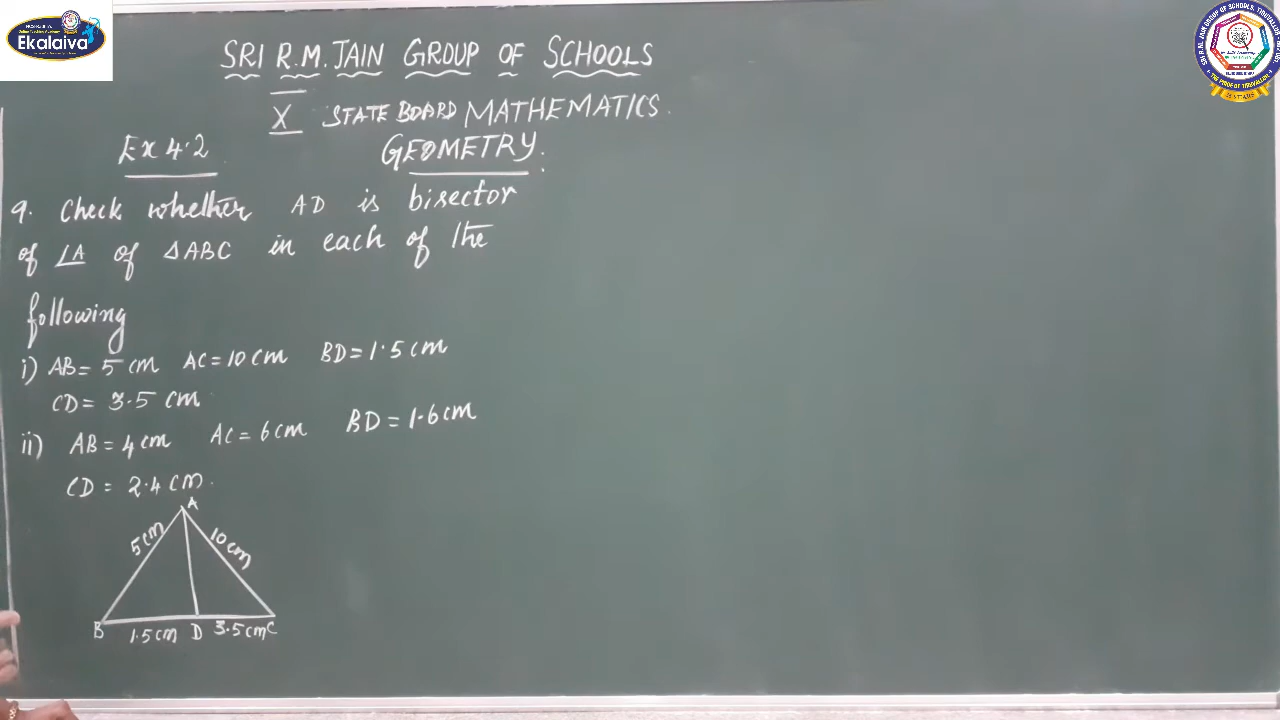 Ekalaiva
SRI R.M. JAIN GROUP OF SCHOOLS
X STATE BOARD MATHEMATICS.
Ex 4.2 GEOMETRY.
9. Check whether AD is bisector
of ∠A of △ABC in each of the
following
i) AB = 5 cm AC = 10 cm BD = 1.5 cm
CD = 3.5 cm
ii) AB = 4 cm AC = 6 cm BD = 1.6 cm
CD = 2.4 cm.
A
5cm 10cm
B 1.5cm D 3.5cm C